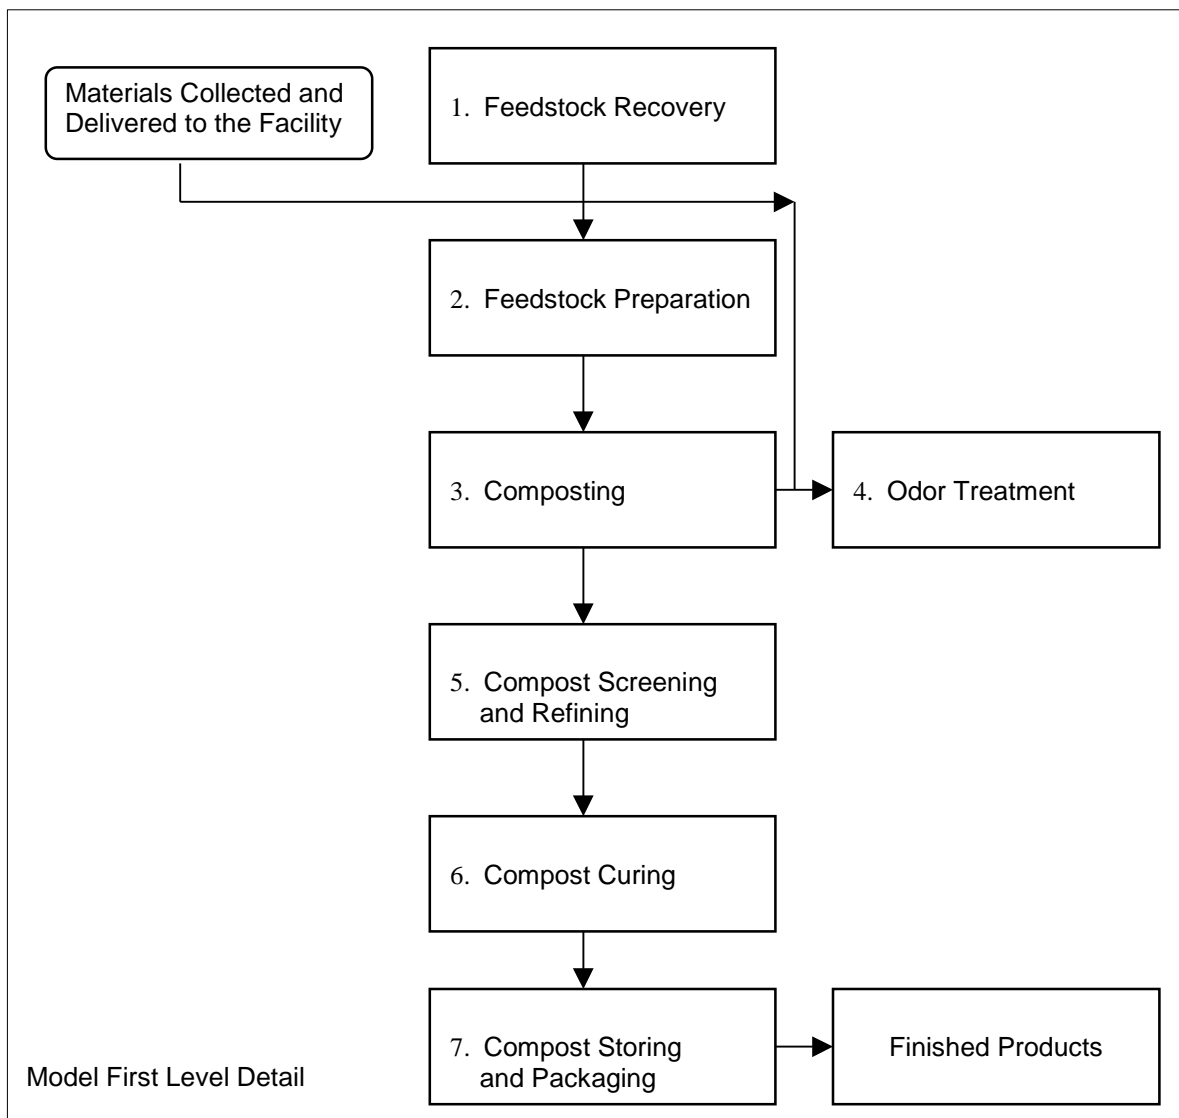 Materials Collected and
Delivered to the Facility
1. Feedstock Recovery
2. Feedstock Preparation
3. Composting
4. Odor Treatment
5. Compost Screening
and Refining
6. Compost Curing
7. Compost Storing
and Packaging
Finished Products
Model First Level Detail